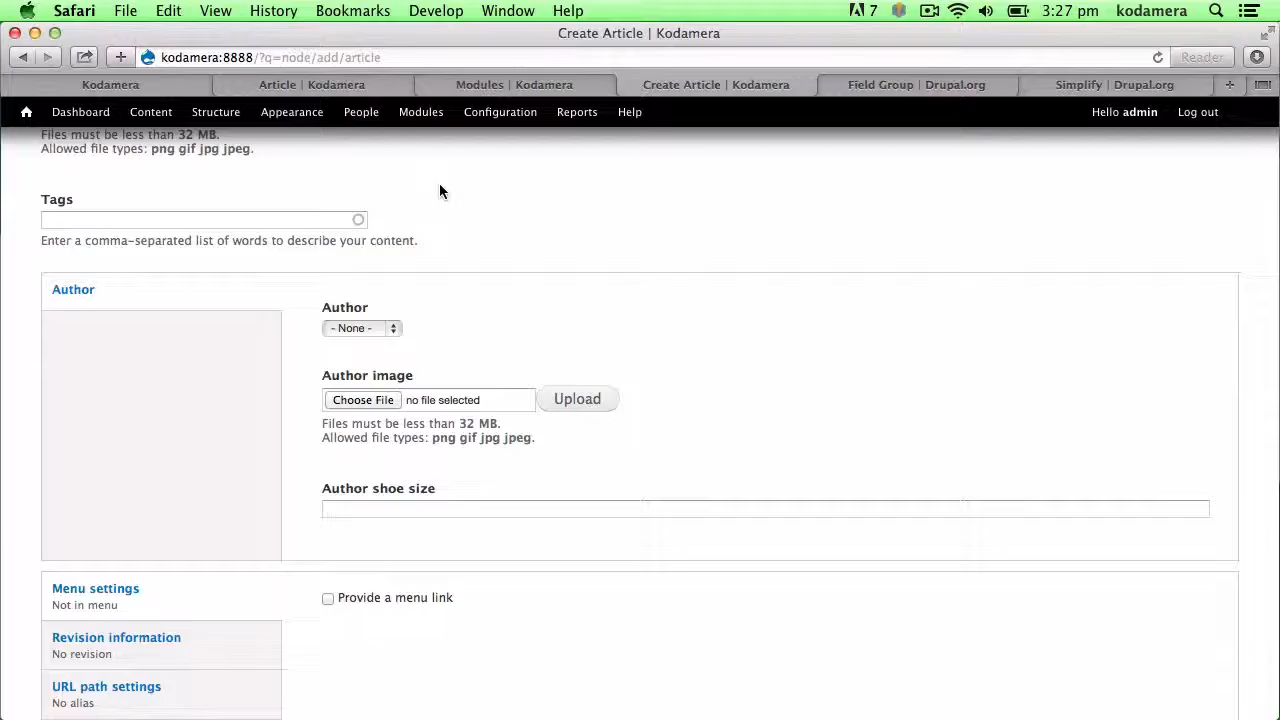 Safari File Edit View History Bookmarks Develop Window Help 7 3:27 pm kodamera
Create Article | Kodamera
kodamera:8888/?q=node/add/article Reader
Kodamera Article | Kodamera Modules | Kodamera Create Article | Kodamera Field Group | Drupal.org Simplify | Drupal.org
Dashboard Content Structure Appearance People Modules Configuration Reports Help Hello admin Log out
Files must be less than 32 MB.
Allowed file types: png gif jpg jpeg.
Tags
Enter a comma-separated list of words to describe your content.
Author
Author
- None -
Author image
Choose File no file selected Upload
Files must be less than 32 MB.
Allowed file types: png gif jpg jpeg.
Author shoe size
Menu settings
Not in menu
Provide a menu link
Revision information
No revision
URL path settings
No alias